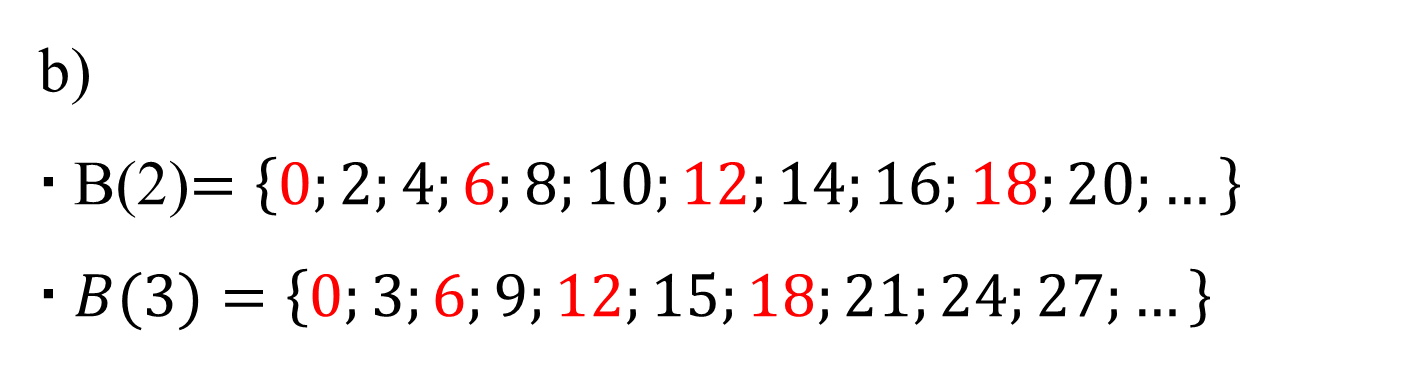 b)
▪ B(2)= {0; 2; 4; 6; 8; 10; 12; 14; 16; 18; 20; … }
▪ B(3) = {0; 3; 6; 9; 12; 15; 18; 21; 24; 27; … }